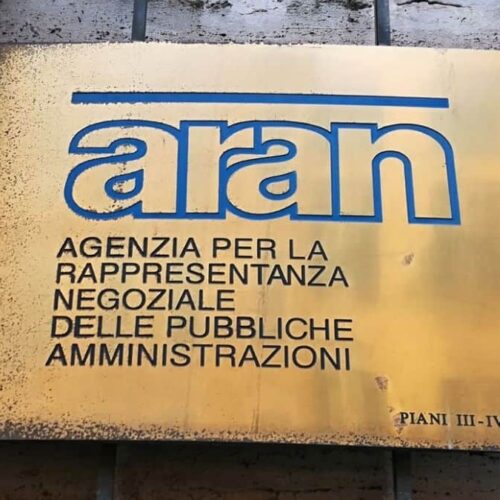 aran
AGENZIA PER LA
RAPPRESENTANZA
NEGOZIALE
DELLE PUBBLICHE
AMMINISTRAZIONI
PIANI III-IV